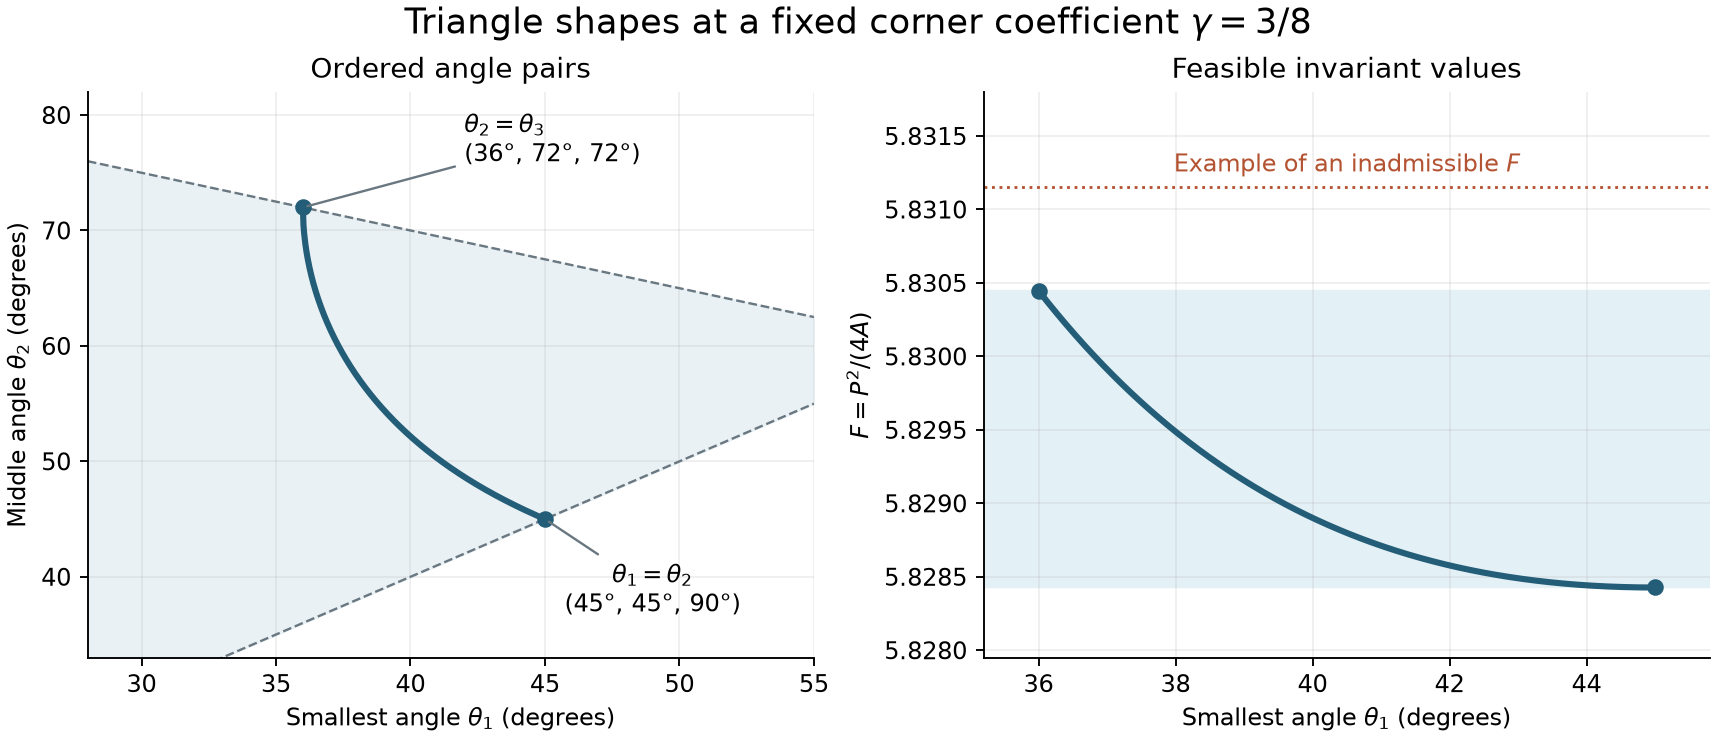 Triangle shapes at a fixed corner coefficient γ = 3/8
Ordered angle pairs
80
70
60
50
40
Middle angle θ₂ (degrees)
θ₂ = θ₃
(36°, 72°, 72°)
θ₁ = θ₂
(45°, 45°, 90°)
30
35
40
45
50
55
Smallest angle θ₁ (degrees)
Feasible invariant values
5.8315
5.8310
5.8305
5.8300
5.8295
5.8290
5.8285
5.8280
F = P²/(4A)
Example of an inadmissible F
36
38
40
42
44
Smallest angle θ₁ (degrees)